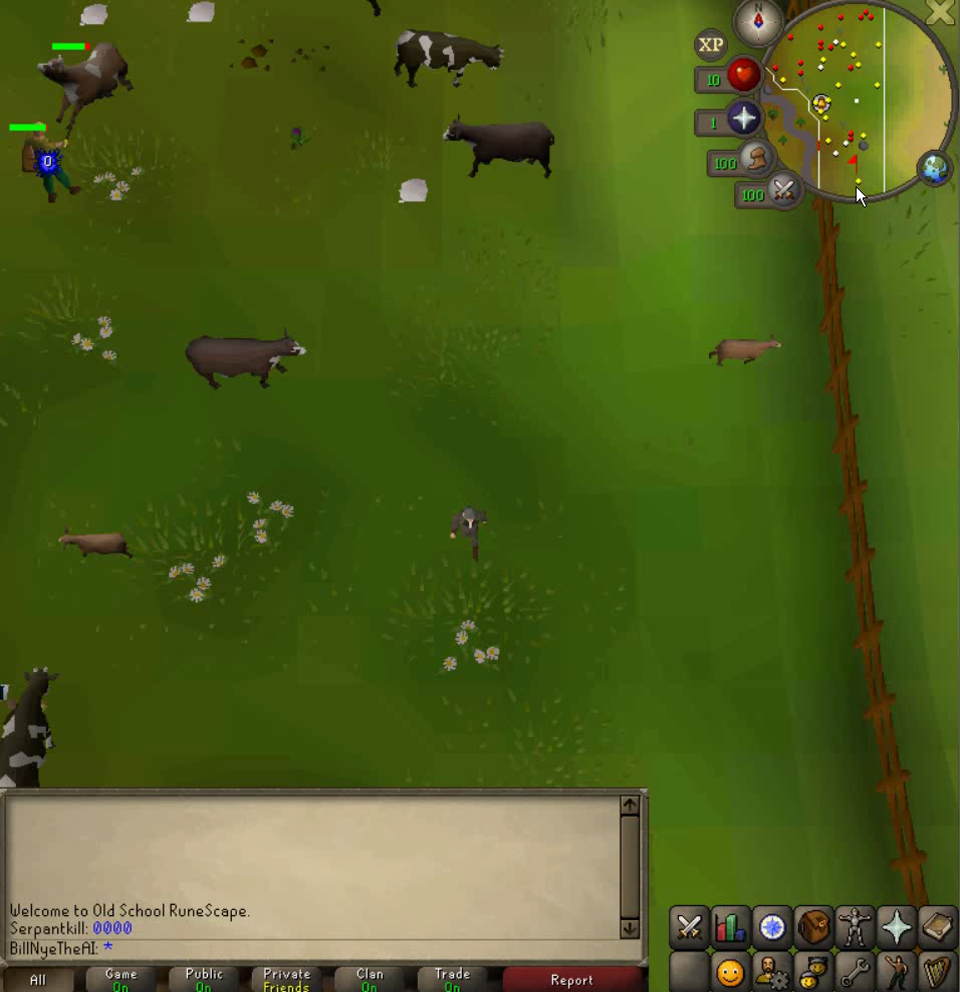 N
XP
10
1
100
100
0
Welcome to Old School RuneScape.
Serpantkill: 0000
BillNyeTheAI: *
All
Game
On
Public
On
Private
Friends
Clan
On
Trade
On
Report